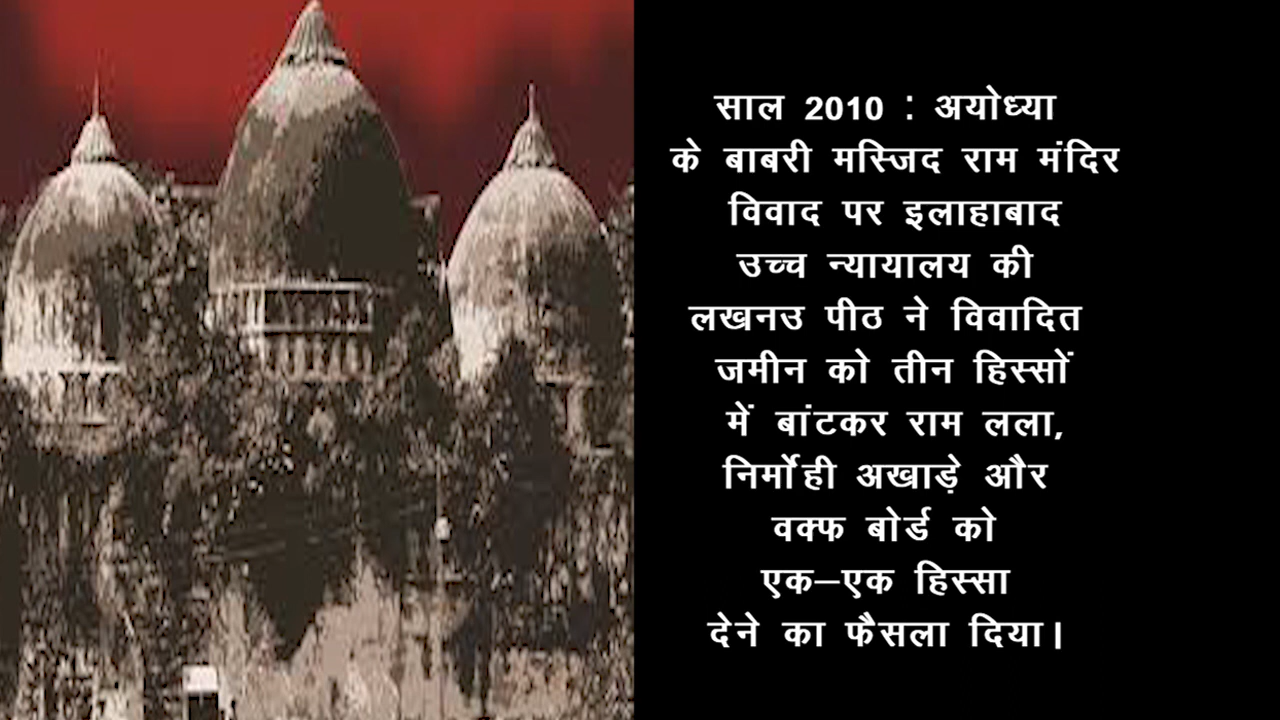 साल 2010 : अयोध्या
के बाबरी मस्जिद राम मंदिर
विवाद पर इलाहाबाद
उच्च न्यायालय की
लखनउ पीठ ने विवादित
जमीन को तीन हिस्सों
में बांटकर राम लला,
निर्मोही अखाड़े और
वक्फ बोर्ड को
एक–एक हिस्सा
देने का फैसला दिया।